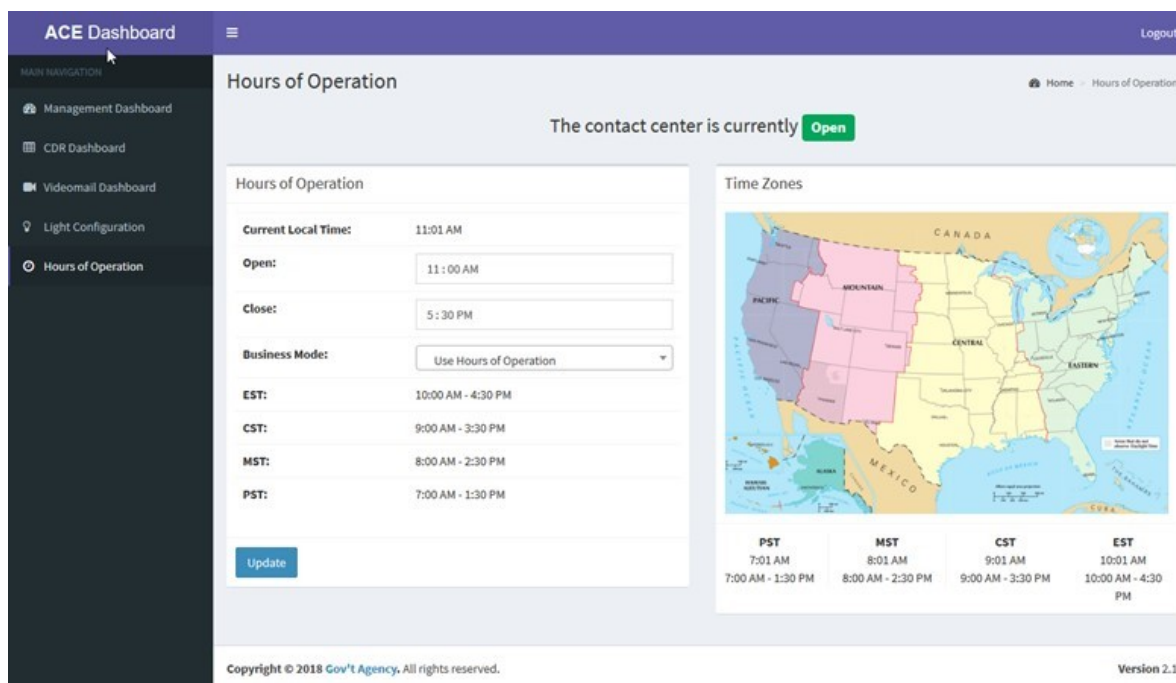 ACE Dashboard
Logout
MAIN NAVIGATION
Management Dashboard
CDR Dashboard
Videomail Dashboard
Light Configuration
Hours of Operation
Hours of Operation
Home > Hours of Operation
The contact center is currently Open
Hours of Operation
Current Local Time: 11:01 AM
Open: 11 : 00 AM
Close: 5 : 30 PM
Business Mode: Use Hours of Operation
EST: 10:00 AM - 4:30 PM
CST: 9:00 AM - 3:30 PM
MST: 8:00 AM - 2:30 PM
PST: 7:00 AM - 1:30 PM
Update
Time Zones
CANADA
PACIFIC
MOUNTAIN
CENTRAL
EASTERN
ALASKA
MEXICO
CUBA
PST MST CST EST
7:01 AM 8:01 AM 9:01 AM 10:01 AM
7:00 AM - 1:30 PM 8:00 AM - 2:30 PM 9:00 AM - 3:30 PM 10:00 AM - 4:30
PM
Copyright © 2018 Gov't Agency. All rights reserved.
Version 2.1